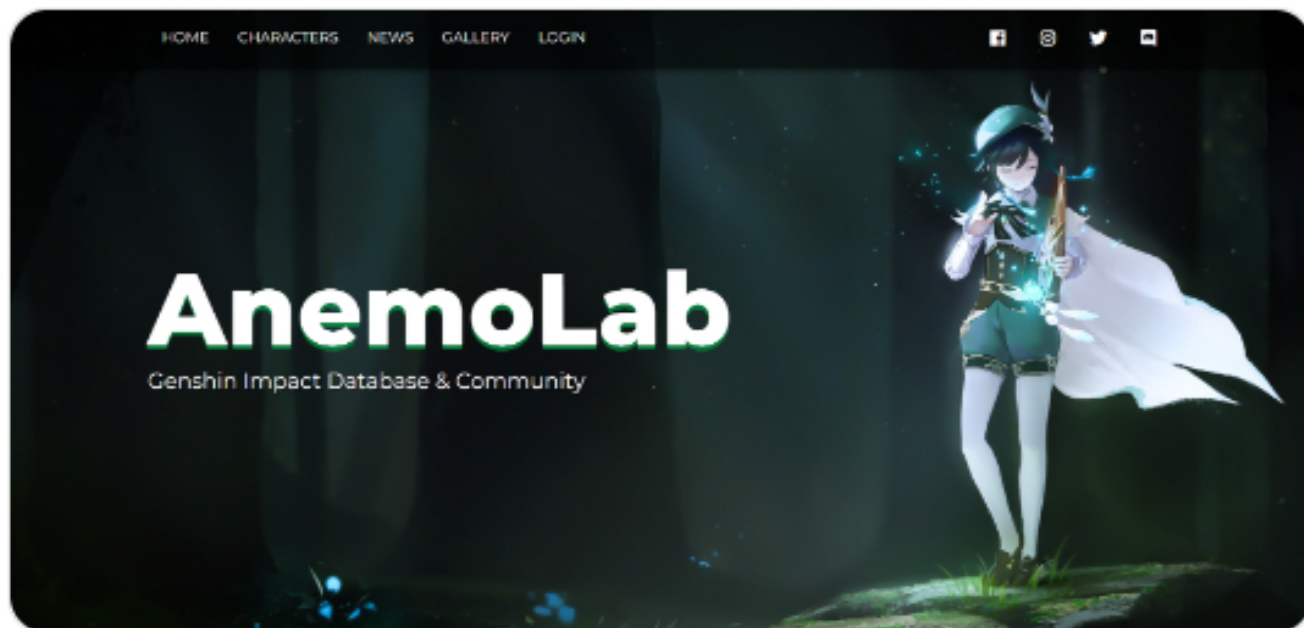 HOME CHARACTERS NEWS GALLERY LOGIN
AnemoLab
Genshin Impact Database & Community